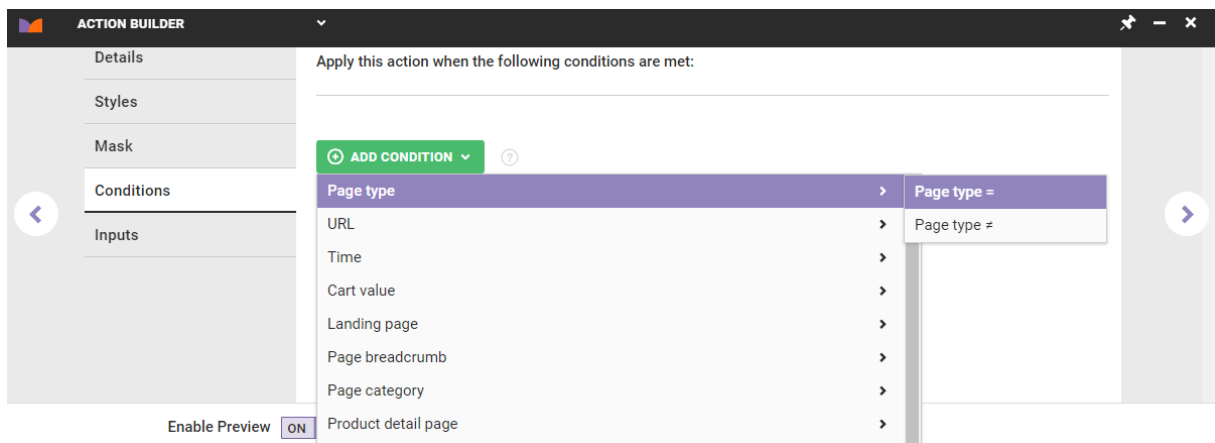 ACTION BUILDER
Details
Styles
Mask
Conditions
Inputs
Apply this action when the following conditions are met:
ADD CONDITION
?
Page type
URL
Time
Cart value
Landing page
Page breadcrumb
Page category
Product detail page
Page type =
Page type ≠
Enable Preview ON